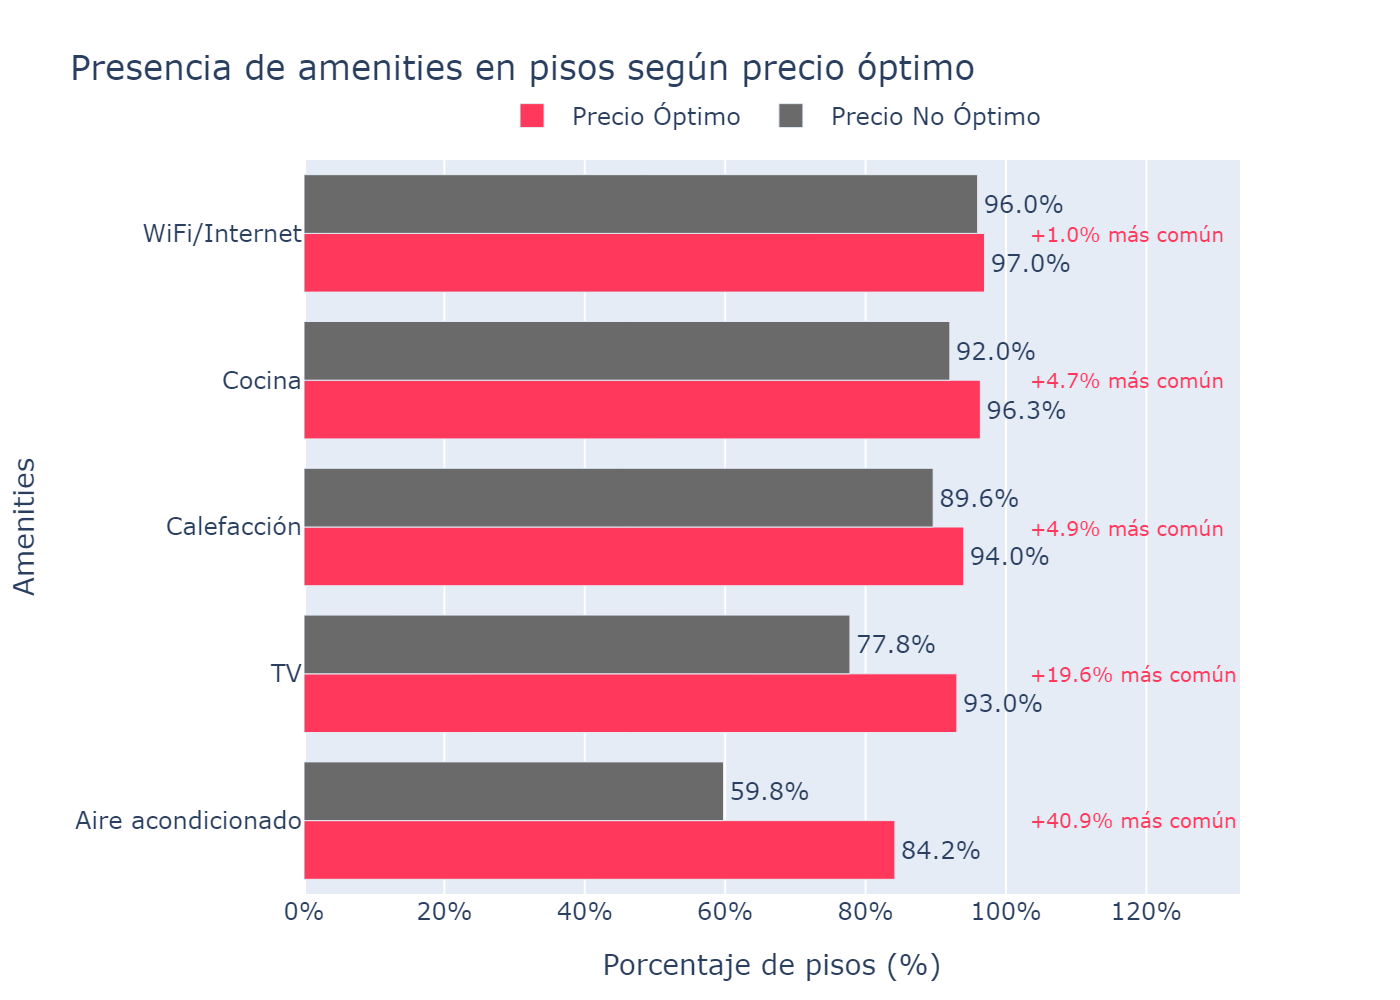 Presencia de amenities en pisos según precio óptimo
Precio Óptimo
Precio No Óptimo
Amenities
WiFi/Internet
96.0%
+1.0% más común
97.0%
Cocina
92.0%
+4.7% más común
96.3%
Calefacción
89.6%
+4.9% más común
94.0%
TV
77.8%
+19.6% más común
93.0%
Aire acondicionado
59.8%
+40.9% más común
84.2%
0%
20%
40%
60%
80%
100%
120%
Porcentaje de pisos (%)